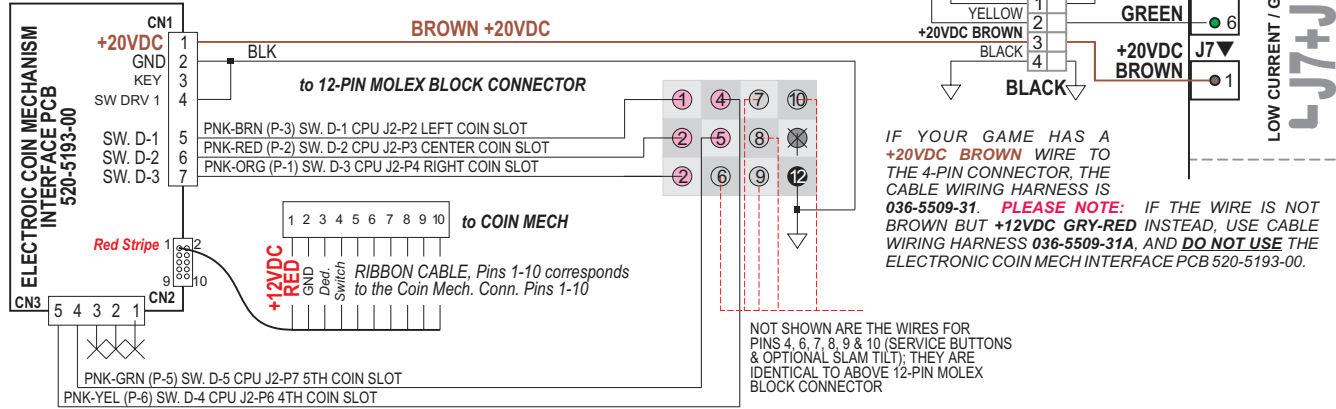 ELECTROIC COIN MECHANISM
INTERFACE PCB
520-5193-00
CN1
+20VDC 1
GND 2
KEY 3
SW DRV 1 4
SW. D-1 5
SW. D-2 6
SW. D-3 7
BROWN +20VDC
BLK
to 12-PIN MOLEX BLOCK CONNECTOR
PNK-BRN (P-3) SW. D-1 CPU J2-P2 LEFT COIN SLOT
PNK-RED (P-2) SW. D-2 CPU J2-P3 CENTER COIN SLOT
PNK-ORG (P-1) SW. D-3 CPU J2-P4 RIGHT COIN SLOT
1 4 7 10
2 5 8
2 6 9 12
Red Stripe 1 2
9 10
CN2
CN3
5 4 3 2 1
1 2 3 4 5 6 7 8 9 10
to COIN MECH
+12VDC
RED
GND
Ded.
Switch
RIBBON CABLE, Pins 1-10 corresponds
to the Coin Mech. Conn. Pins 1-10
PNK-GRN (P-5) SW. D-5 CPU J2-P7 5TH COIN SLOT
PNK-YEL (P-6) SW. D-4 CPU J2-P6 4TH COIN SLOT
NOT SHOWN ARE THE WIRES FOR
PINS 4, 6, 7, 8, 9 & 10 (SERVICE BUTTONS
& OPTIONAL SLAM TILT); THEY ARE
IDENTICAL TO ABOVE 12-PIN MOLEX
BLOCK CONNECTOR
1
YELLOW 2
+20VDC BROWN 3
BLACK 4
BLACK
GREEN 6
+20VDC
BROWN
J7▼
1
LOW CURRENT / G
J7+J
IF YOUR GAME HAS A
+20VDC BROWN WIRE TO
THE 4-PIN CONNECTOR, THE
CABLE WIRING HARNESS IS
036-5509-31. PLEASE NOTE: IF THE WIRE IS NOT
BROWN BUT +12VDC GRY-RED INSTEAD, USE CABLE
WIRING HARNESS 036-5509-31A, AND DO NOT USE THE
ELECTRONIC COIN MECH INTERFACE PCB 520-5193-00.